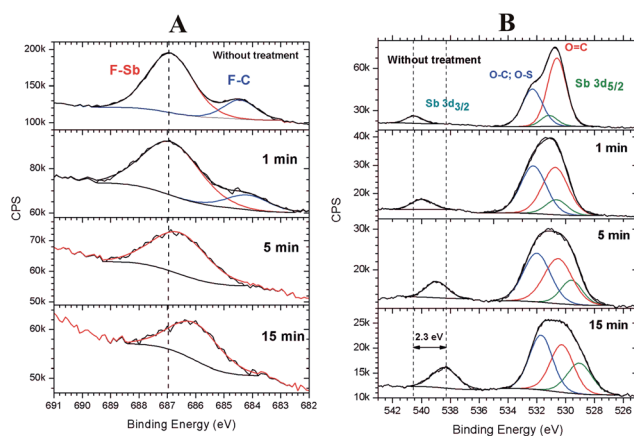 A
200k
150k
100k
F-Sb
F-C
Without treatment
80k
60k
1 min
70k
60k
50k
5 min
60k
50k
15 min
CPS
691 690 689 688 687 686 685 684 683 682
Binding Energy (eV)
B
60k
30k
Without treatment
Sb 3d3/2
O-C; O-S
O=C
Sb 3d5/2
40k
30k
20k
10k
1 min
30k
20k
5 min
25k
20k
15k
10k
15 min
2.3 eV
CPS
542 540 538 536 534 532 530 528 526
Binding Energy (eV)